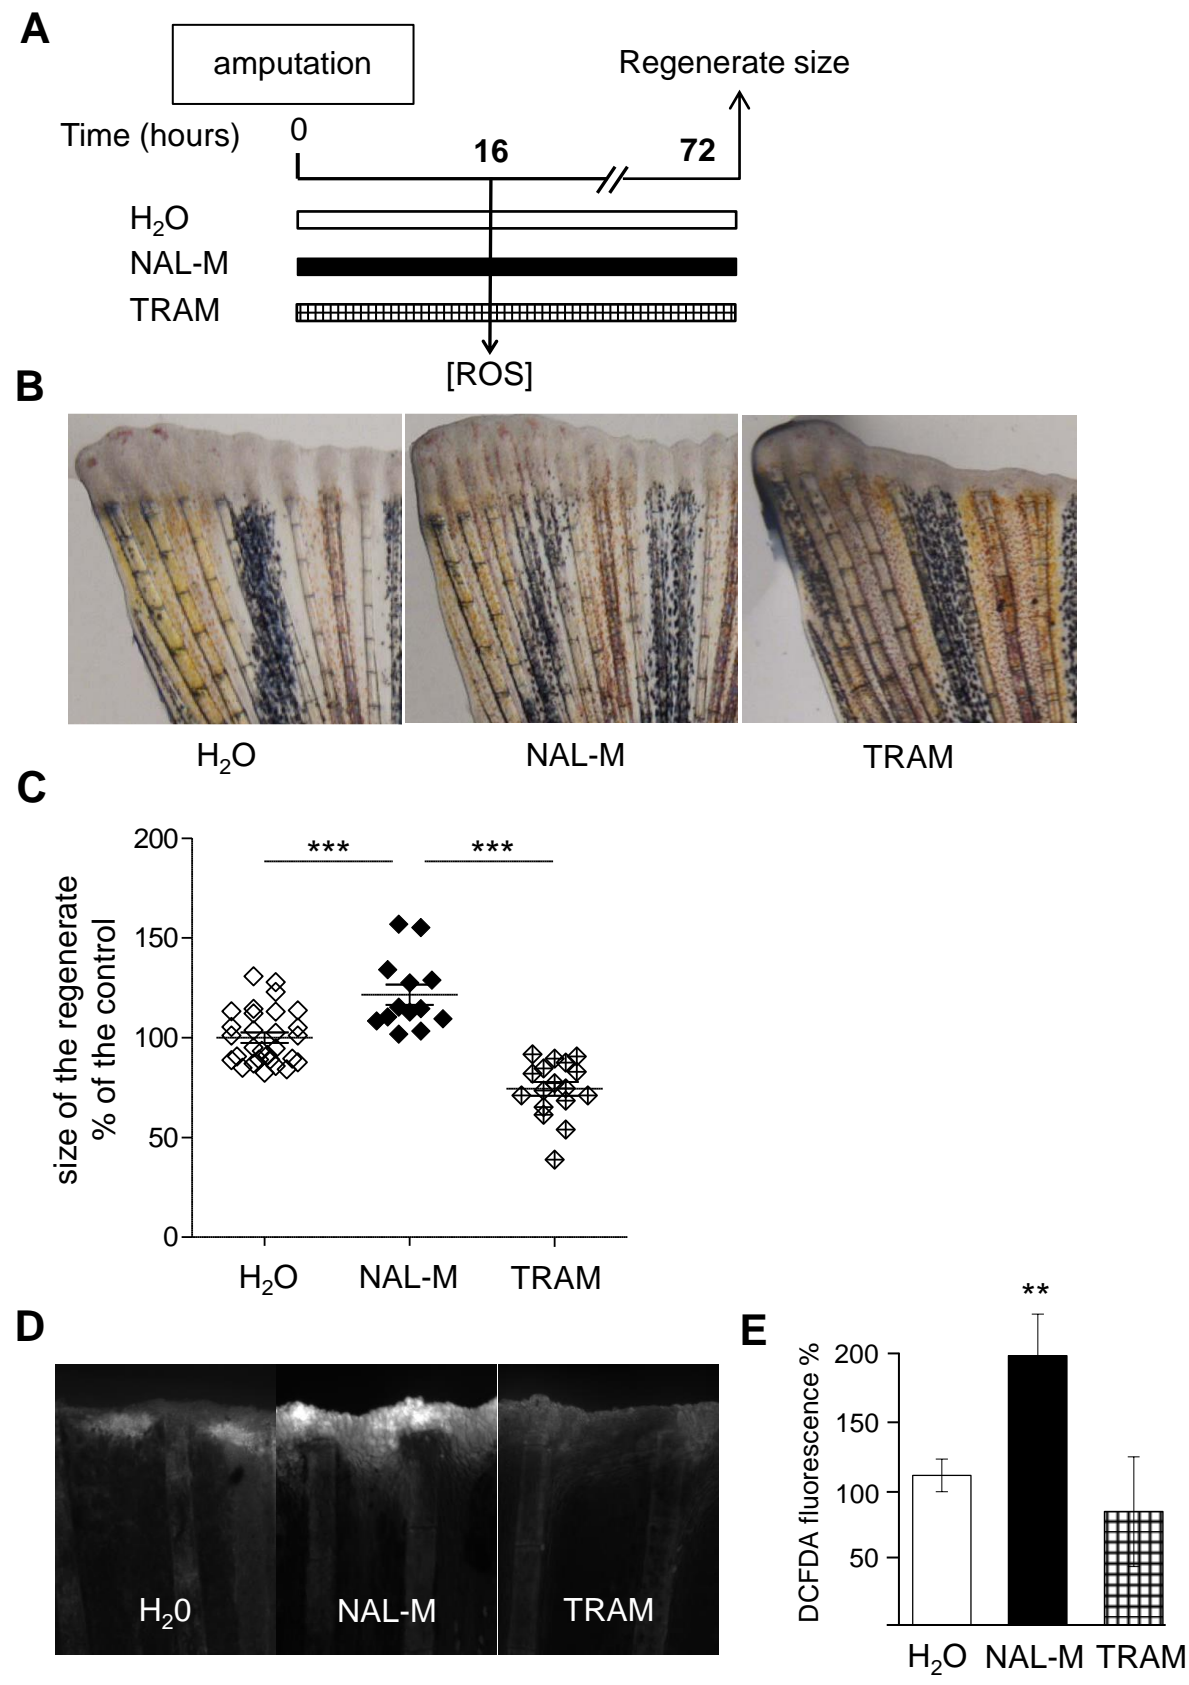 A
amputation
Regenerate size
Time (hours)
0
16
72
H₂O
NAL-M
TRAM
[ROS]
B
H₂O
NAL-M
TRAM
C
size of the regenerate
% of the control
200
150
100
50
0
***
***
H₂O
NAL-M
TRAM
D
H₂0
NAL-M
TRAM
E
DCFDA fluorescence %
200
150
100
50
**
H₂O
NAL-M
TRAM